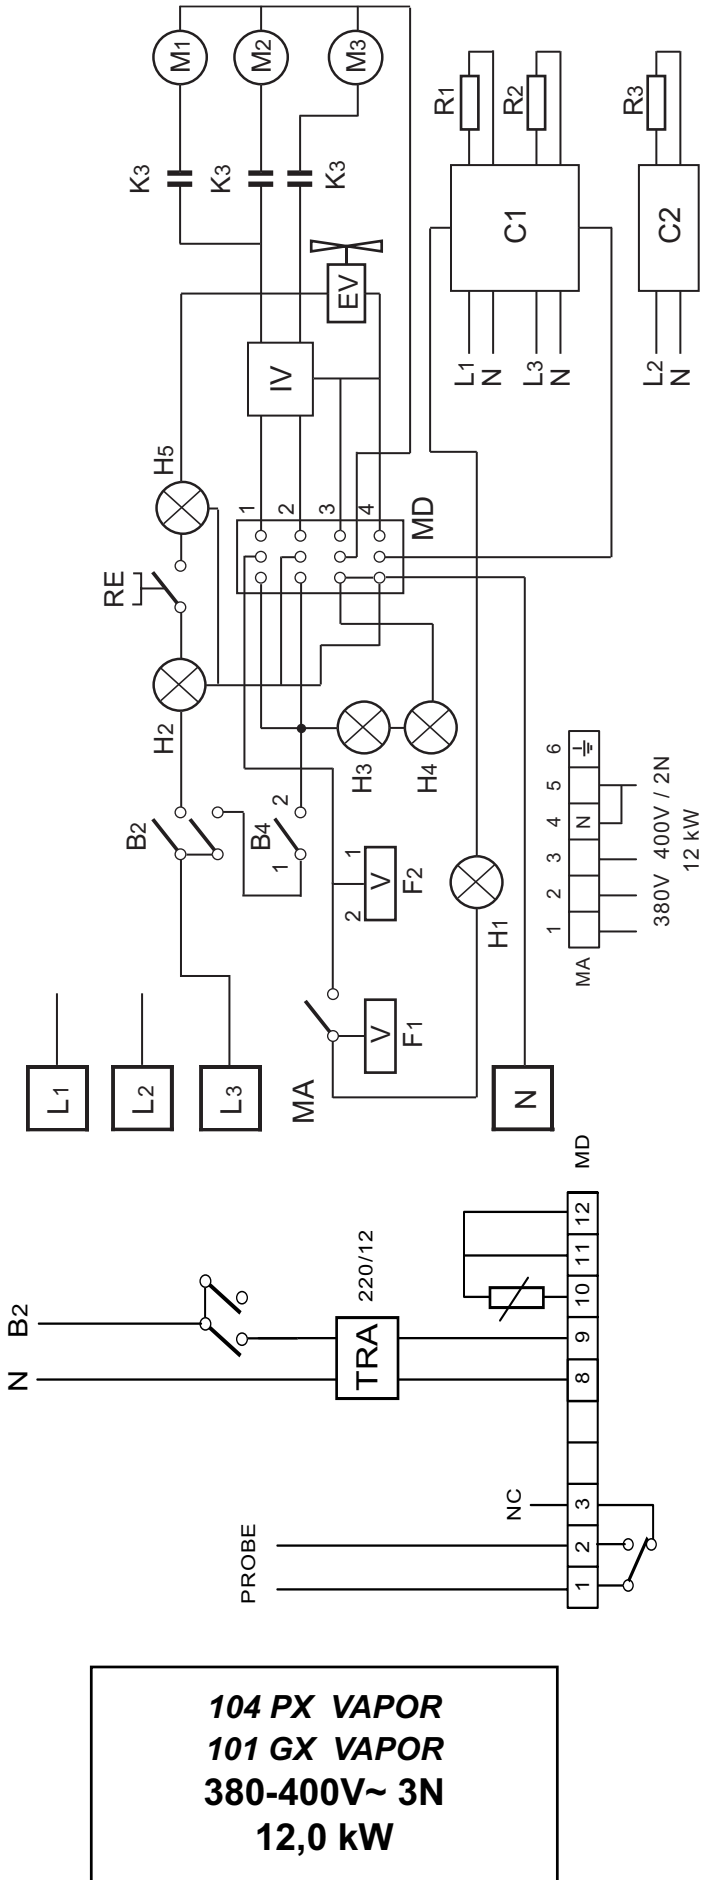 M1
M2
M3
K3
K3
K3
R1
R2
R3
C1
C2
EV
IV
L1
N
L3
N
L2
N
H5
1
2
3
4
MD
RE
H2
H3
H4
B2
B4
1
2
2
1
V
F2
H1
V
F1
MA
1
2
3
4
5
6
N
MA
380V 400V / 2N
12 kW
L1
L2
L3
MA
N
B2
N
220/12
TRA
MD
12
11
10
9
8
3
2
1
NC
PROBE
104 PX VAPOR
101 GX VAPOR
380-400V~ 3N
12,0 kW